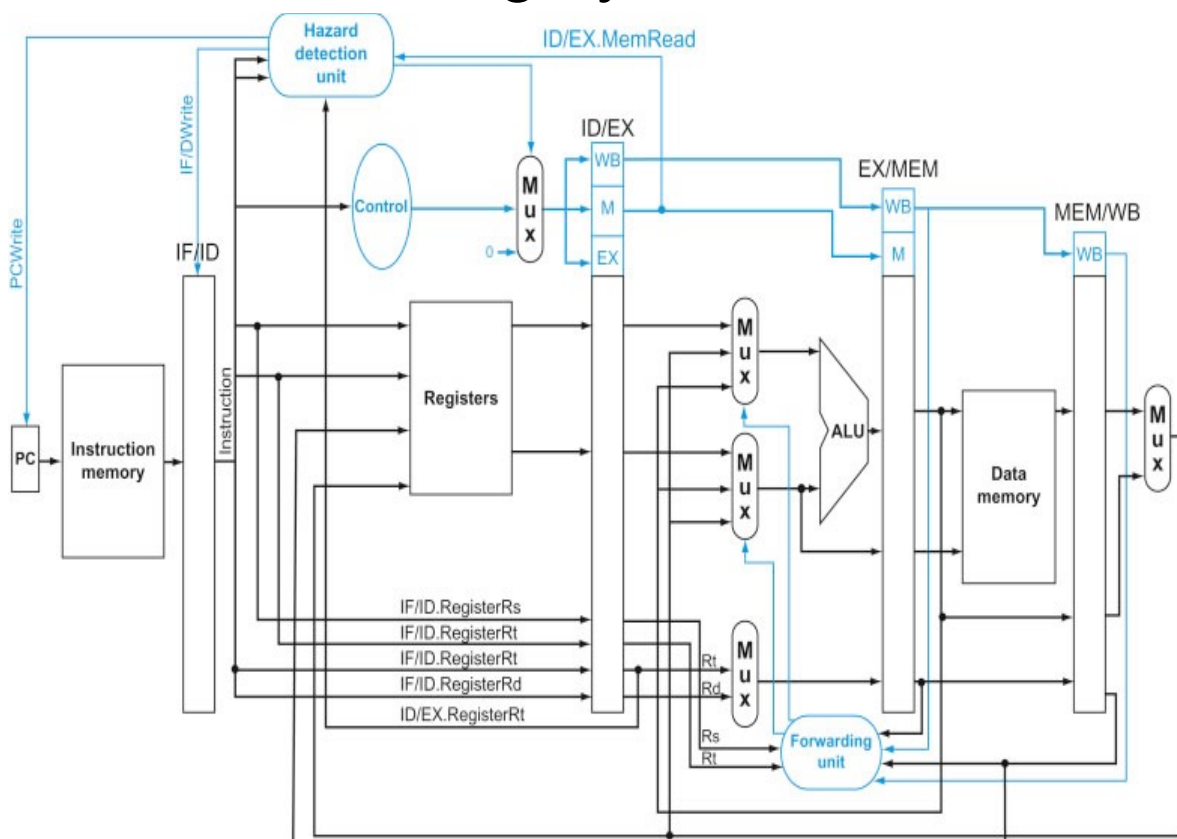 Hazard
detection
unit
ID/EX.MemRead
PCWrite
IF/DWrite
ID/EX
WB
M
EX
Control
M
u
x
0
EX/MEM
WB
M
MEM/WB
WB
IF/ID
PC
Instruction
memory
Instruction
Registers
M
u
x
M
u
x
ALU
Data
memory
M
u
x
IF/ID.RegisterRs
IF/ID.RegisterRt
IF/ID.RegisterRt
IF/ID.RegisterRd
ID/EX.RegisterRt
Rt
Rd
M
u
x
Rs
Rt
Forwarding
unit